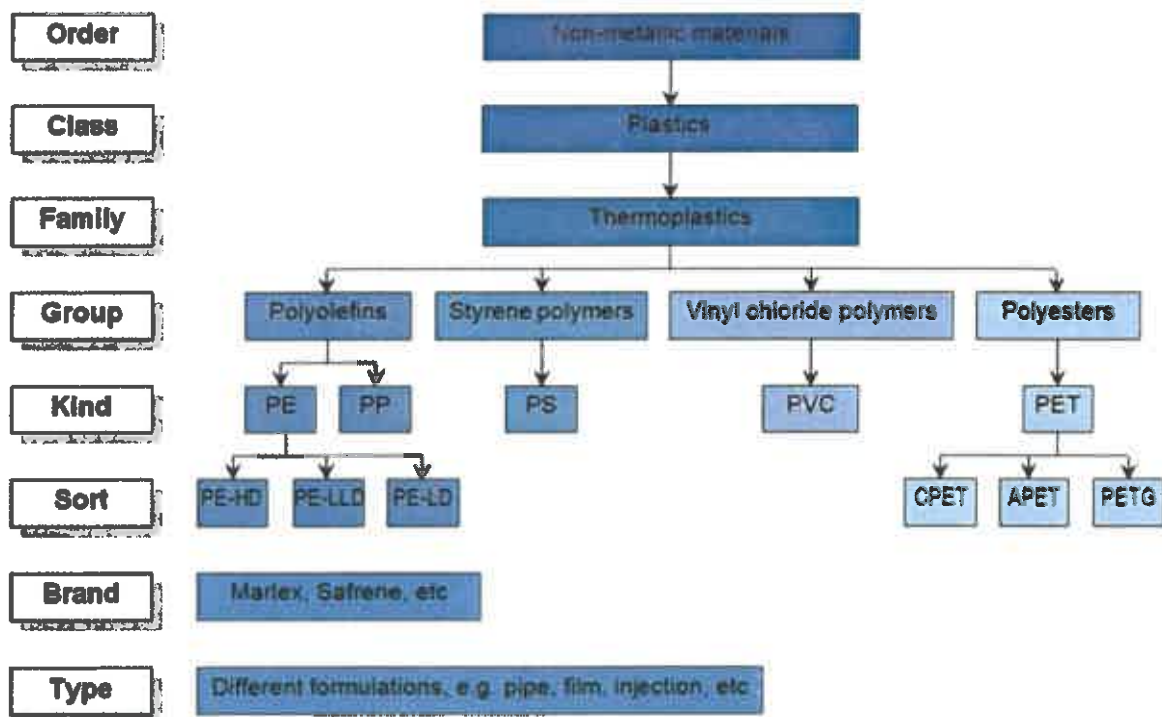 Order
Non-metallic materials
Class
Plastics
Family
Thermoplastics
Group
Polyolefins
Styrene polymers
Vinyl chloride polymers
Polyesters
Kind
PE
PP
PS
PVC
PET
Sort
PE-HD
PE-LLD
PE-LD
CPET
APET
PETG
Brand
Marlex, Safrene, etc
Type
Different formulations, e.g. pipe, film, injection, etc